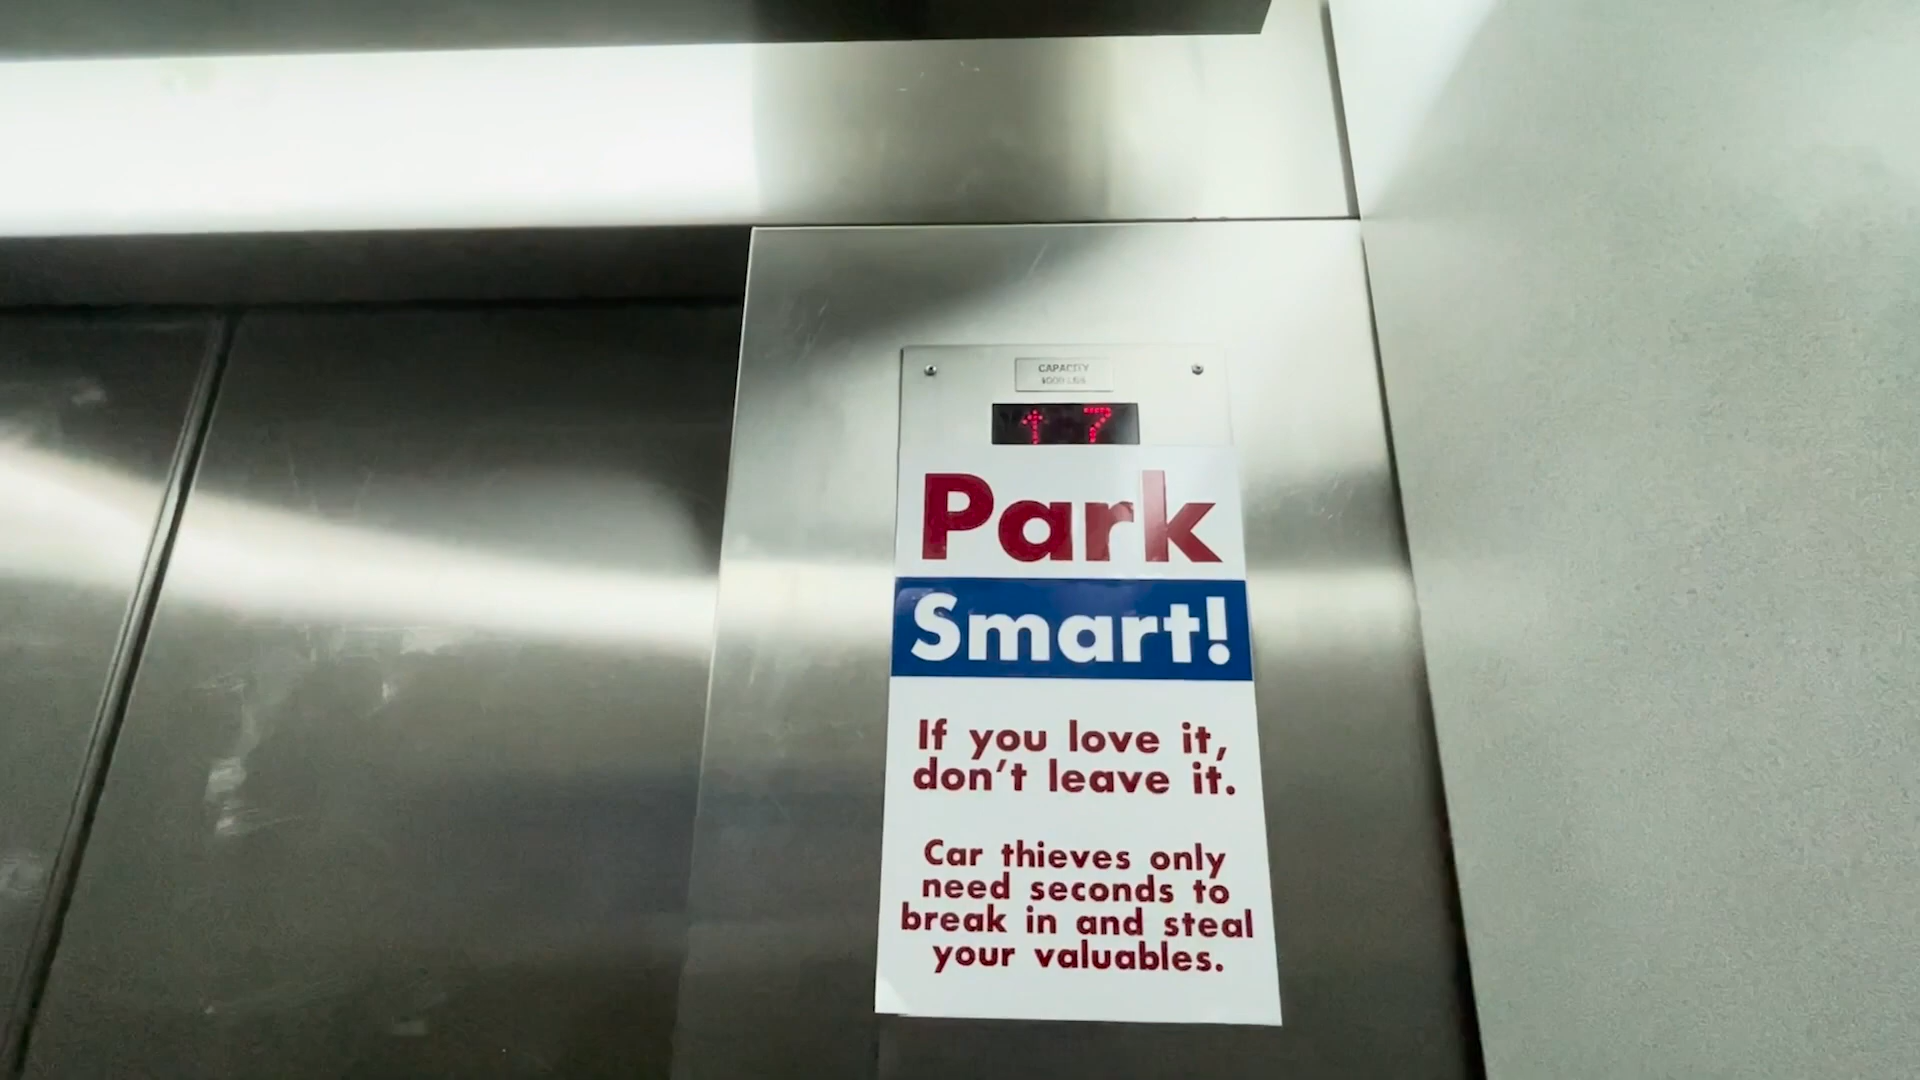 CAPACITY
↑ 7
Park
Smart!
If you love it,
don't leave it.
Car thieves only
need seconds to
break in and steal
your valuables.